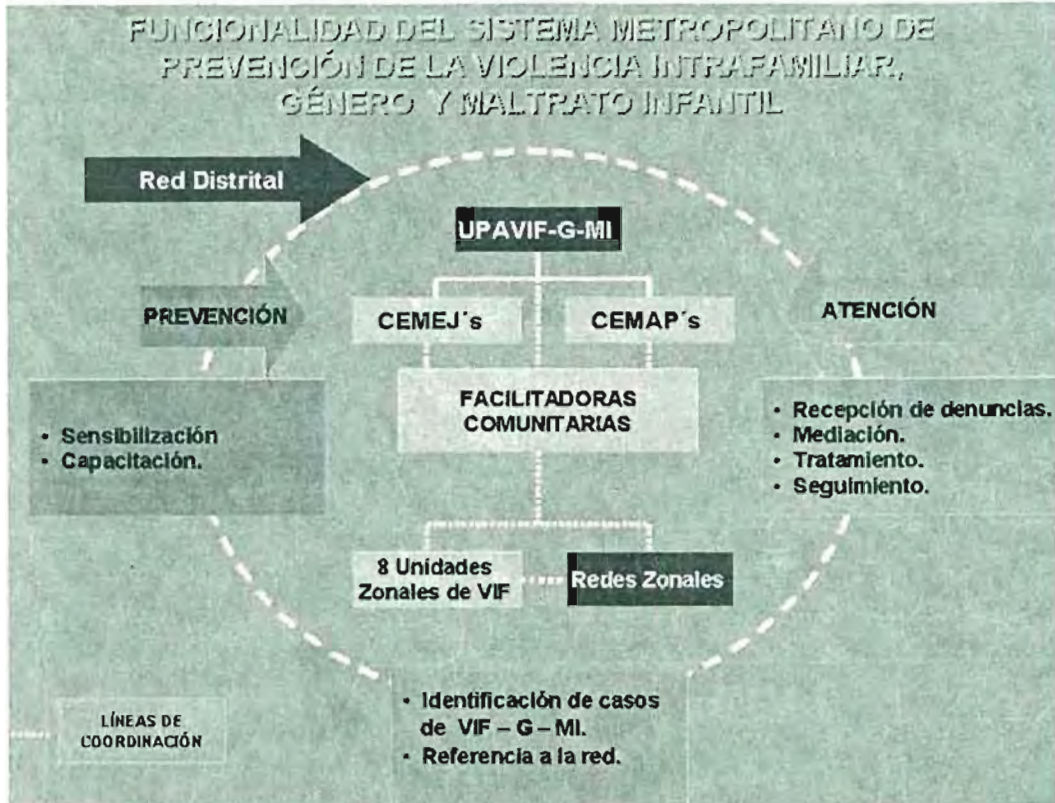 FUNCIONALIDAD DEL SISTEMA METROPOLITANO DE
PREVENCIÓN DE LA VIOLENCIA INTRAFAMILIAR,
GÉNERO Y MALTRATO INFANTIL
Red Distrital
UPAVIF-G-MI
PREVENCIÓN
CEMEJ´s
CEMAP´s
ATENCIÓN
• Sensibilización
• Capacitación.
FACILITADORAS
COMUNITARIAS
• Recepción de denuncias.
• Mediación.
• Tratamiento.
• Seguimiento.
8 Unidades
Zonales de VIF
Redes Zonales
• Identificación de casos
de VIF – G – MI.
• Referencia a la red.
LÍNEAS DE
COORDINACIÓN